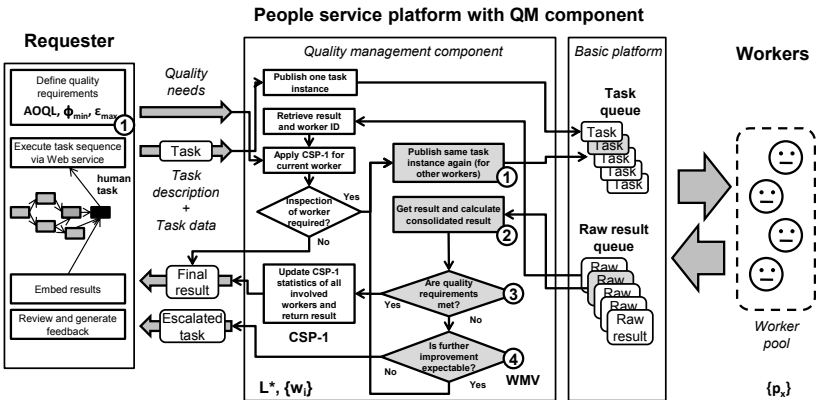 People service platform with QM component
Requester
Define quality
requirements
AOQL, ϕmin, εmax
1
Execute task sequence
via Web service
human
task
Embed results
Review and generate
feedback
Quality
needs
Task
Task
description
+
Task data
Final
result
Escalated
task
Quality management component
Publish one task
instance
Retrieve result
and worker ID
Apply CSP-1 for
current worker
Inspection
of worker
required?
Yes
No
Update CSP-1
statistics of all
involved
workers and
return result
CSP-1
L*, {wi}
Publish same task
instance again (for
other workers)
1
Get result and calculate
consolidated result
2
Are quality
requirements
met?
3
Yes
No
Is further
improvement
expectable?
4
No
Yes
WMV
Basic platform
Task
queue
Task
Task
Task
Task
Task
Raw result
queue
Raw
Raw
Raw
Raw
Raw
result
Workers
Worker
pool
{px}